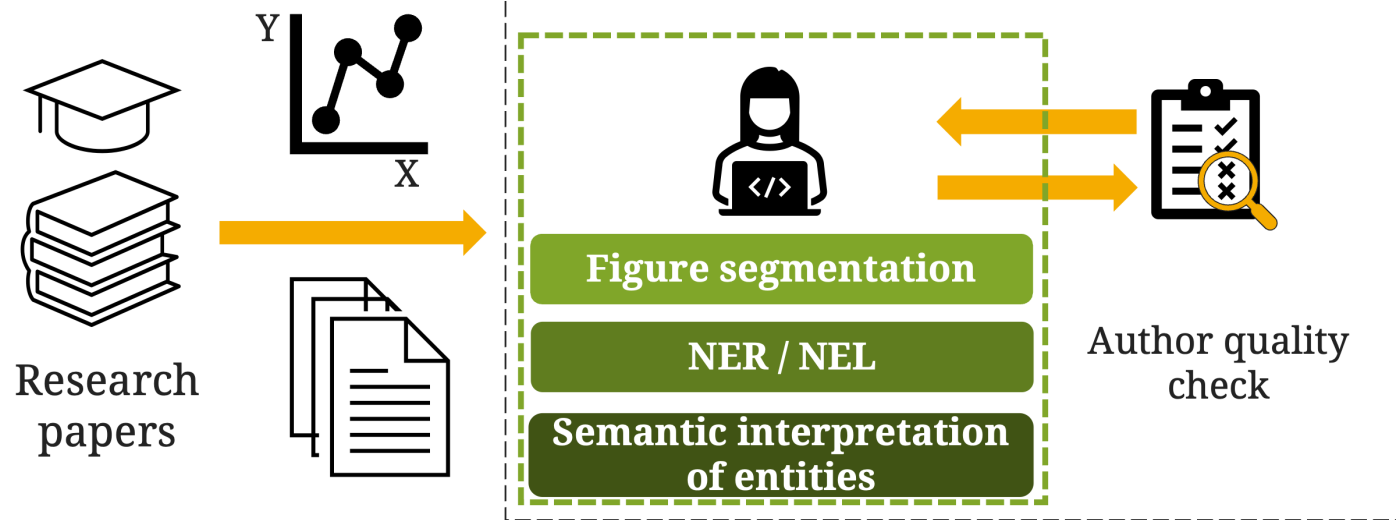 Y
X
Research
papers
</>
Figure segmentation
NER / NEL
Semantic interpretation
of entities
Author quality
check